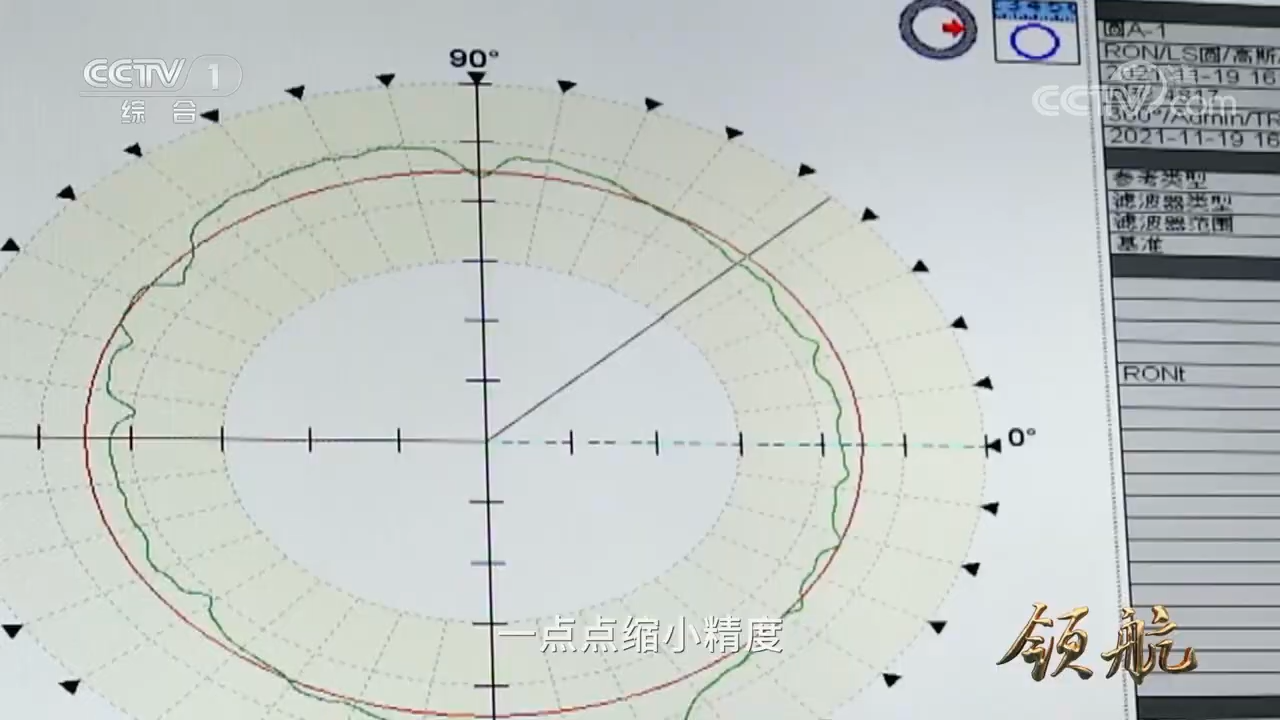 CCTV 1
综合
90°
0°
圆A-1
RON/LS圆/高斯/
2021-11-19 16
CCTV.com
360°/Admin/TR
2021-11-19 16
参考类型
滤波器类型
滤波器范围
基准
RONt
一点点缩小精度
领航